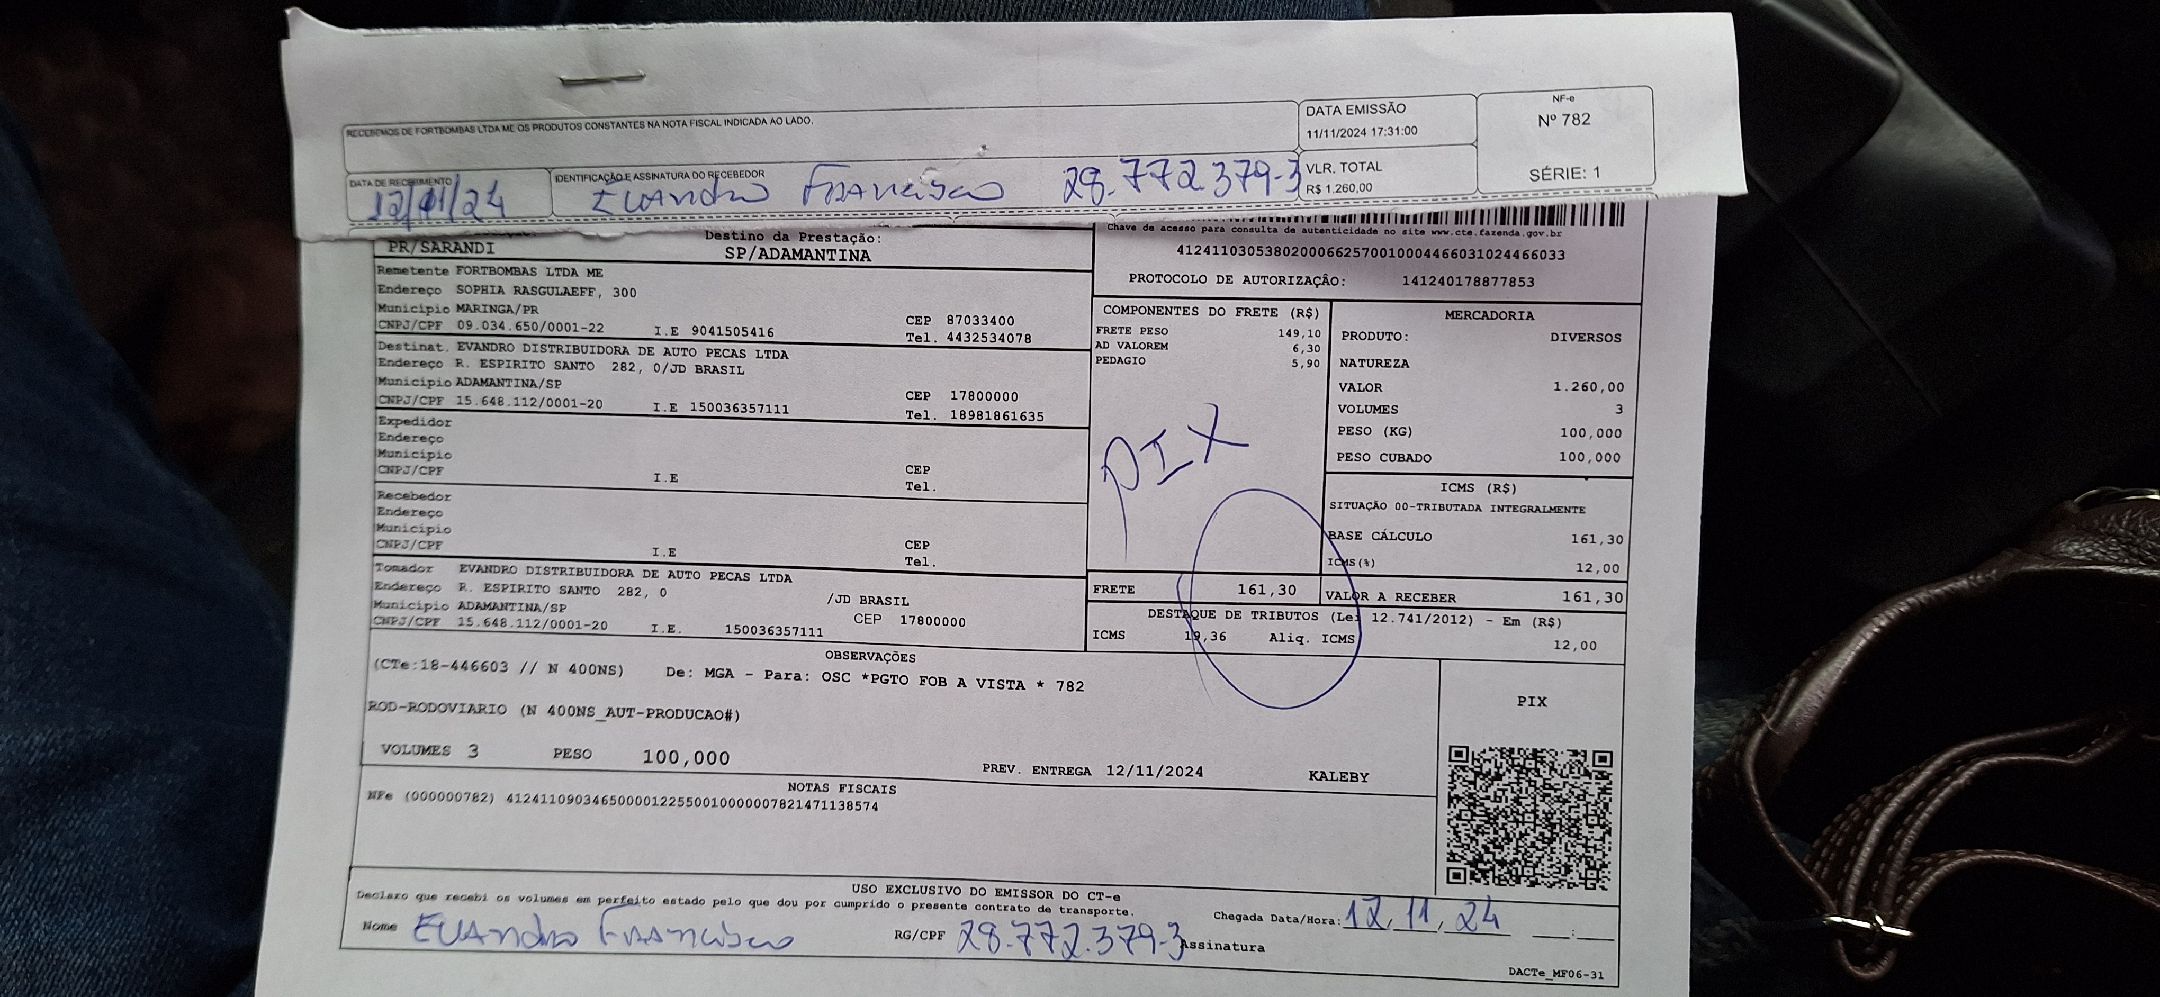 RECEBEMOS DE FORTBOMBAS LTDA ME OS PRODUTOS CONSTANTES NA NOTA FISCAL INDICADA AO LADO.
DATA EMISSÃO
11/11/2024 17:31:00
NF-e
Nº 782
SÉRIE: 1
DATA DE RECEBIMENTO
12/11/24
IDENTIFICAÇÃO E ASSINATURA DO RECEBEDOR
EVANDRO FRANCISCO 28.772.379-3
VLR. TOTAL
R$ 1.260,00
PR/SARANDI
Destino da Prestação:
SP/ADAMANTINA
Chave de acesso para consulta de autenticidade no site www.cte.fazenda.gov.br
41241103053802000662570010004466031024466033
PROTOCOLO DE AUTORIZAÇÃO: 141240178877853
Remetente FORTBOMBAS LTDA ME
Endereço SOPHIA RASGULAEFF, 300
Município MARINGA/PR CEP 87033400
CNPJ/CPF 09.034.650/0001-22 I.E 9041505416 Tel. 4432534078
Destinat. EVANDRO DISTRIBUIDORA DE AUTO PECAS LTDA
Endereço R. ESPIRITO SANTO 282, 0/JD BRASIL
Município ADAMANTINA/SP CEP 17800000
CNPJ/CPF 15.648.112/0001-20 I.E 150036357111 Tel. 18981861635
Expedidor
Endereço
Município CEP
CNPJ/CPF I.E Tel.
Recebedor
Endereço
Município CEP
CNPJ/CPF I.E Tel.
Tomador EVANDRO DISTRIBUIDORA DE AUTO PECAS LTDA
Endereço R. ESPIRITO SANTO 282, 0 /JD BRASIL
Município ADAMANTINA/SP CEP 17800000
CNPJ/CPF 15.648.112/0001-20 I.E. 150036357111
COMPONENTES DO FRETE (R$)
FRETE PESO 149,10
AD VALOREM 6,30
PEDAGIO 5,90
PIX
FRETE 161,30
MERCADORIA
PRODUTO: DIVERSOS
NATUREZA
VALOR 1.260,00
VOLUMES 3
PESO (KG) 100,000
PESO CUBADO 100,000
ICMS (R$)
SITUAÇÃO 00-TRIBUTADA INTEGRALMENTE
BASE CÁLCULO 161,30
ICMS(%) 12,00
VALOR A RECEBER 161,30
DESTAQUE DE TRIBUTOS (Lei 12.741/2012) - Em (R$)
ICMS 19,36 Aliq. ICMS 12,00
OBSERVAÇÕES
(CTe:18-446603 // N 400NS) De: MGA - Para: OSC *PGTO FOB A VISTA * 782
ROD-RODOVIARIO (N 400NS_AUT-PRODUCAO#)
VOLUMES 3 PESO 100,000 PREV. ENTREGA 12/11/2024 KALEBY
PIX
NOTAS FISCAIS
NFe (000000782) 41241109034650000122550010000007821471138574
USO EXCLUSIVO DO EMISSOR DO CT-e
Declaro que recebi os volumes em perfeito estado pelo que dou por cumprido o presente contrato de transporte.
Chegada Data/Hora: 12.11.24 __:__
Nome EVANDRO FRANCISCO RG/CPF 28.772.379-3 Assinatura
DACTe_MF06-31